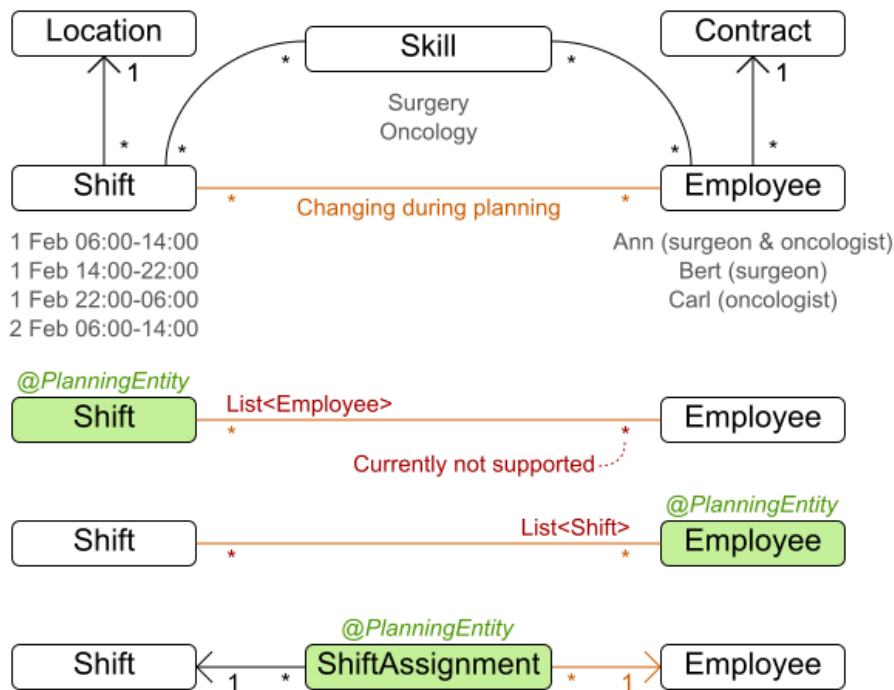 Location
Skill
Contract
1
*
*
1
Surgery
Oncology
*
*
*
*
Shift
Employee
*
Changing during planning
*
1 Feb 06:00-14:00
1 Feb 14:00-22:00
1 Feb 22:00-06:00
2 Feb 06:00-14:00
Ann (surgeon & oncologist)
Bert (surgeon)
Carl (oncologist)
@PlanningEntity
Shift
List<Employee>
Employee
*
*
Currently not supported
@PlanningEntity
Shift
List<Shift>
Employee
*
*
@PlanningEntity
Shift
ShiftAssignment
Employee
1
*
*
1